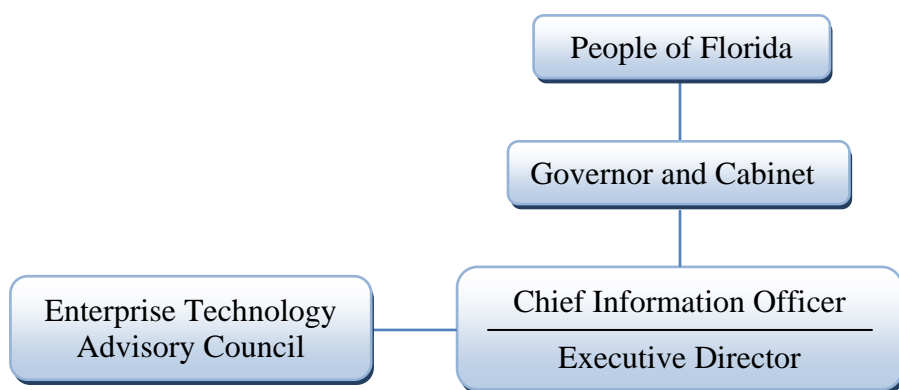 People of Florida
Governor and Cabinet
Enterprise Technology
Advisory Council
Chief Information Officer
Executive Director